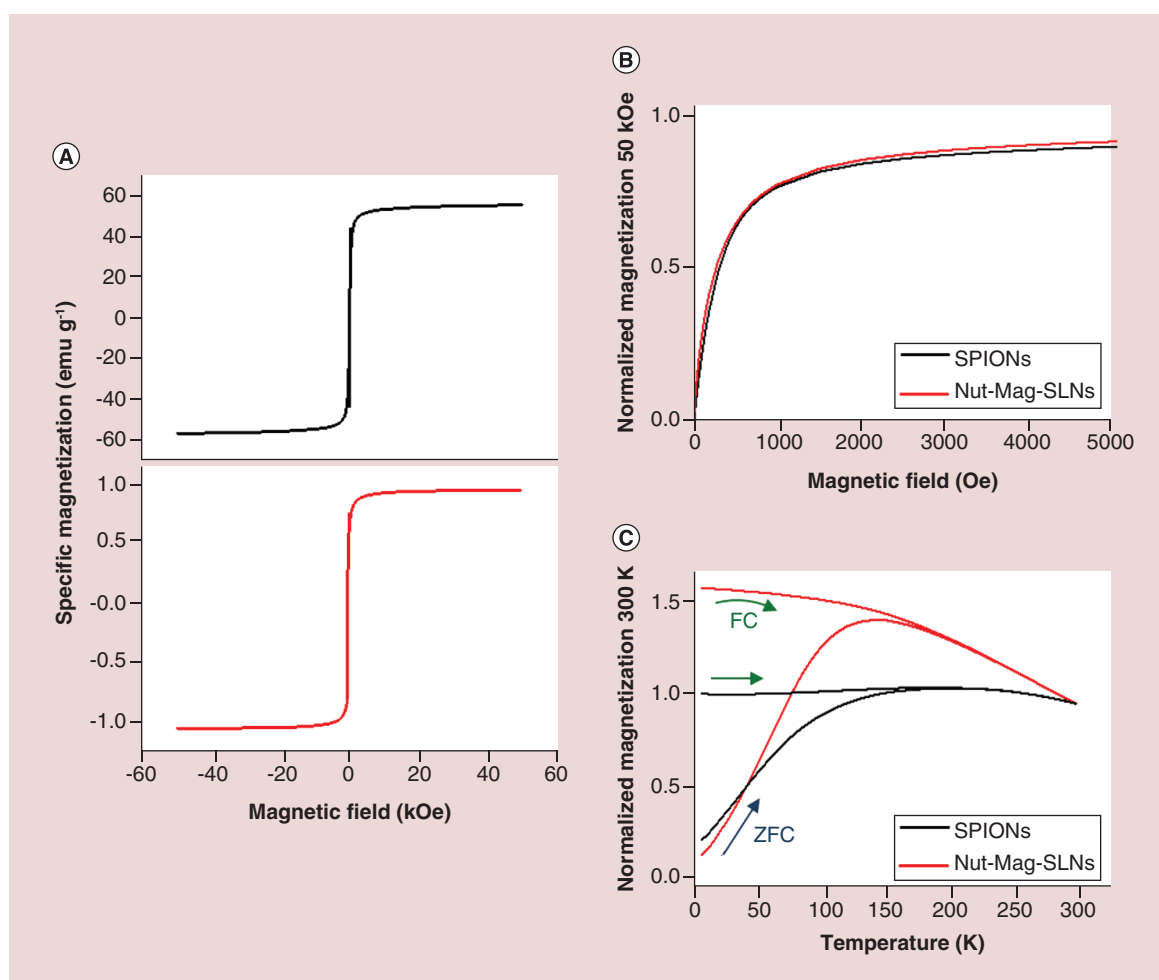 A
Specific magnetization (emu g-1)
60
40
20
0
-20
-40
-60
1.0
0.5
-0.0
-0.5
-1.0
-60
-40
-20
0
20
40
60
Magnetic field (kOe)
B
Normalized magnetization 50 kOe
1.0
0.5
0.0
SPIONs
Nut-Mag-SLNs
0
1000
2000
3000
4000
5000
Magnetic field (Oe)
C
Normalized magnetization 300 K
1.5
1.0
0.5
0.0
FC
ZFC
SPIONs
Nut-Mag-SLNs
0
50
100
150
200
250
300
Temperature (K)